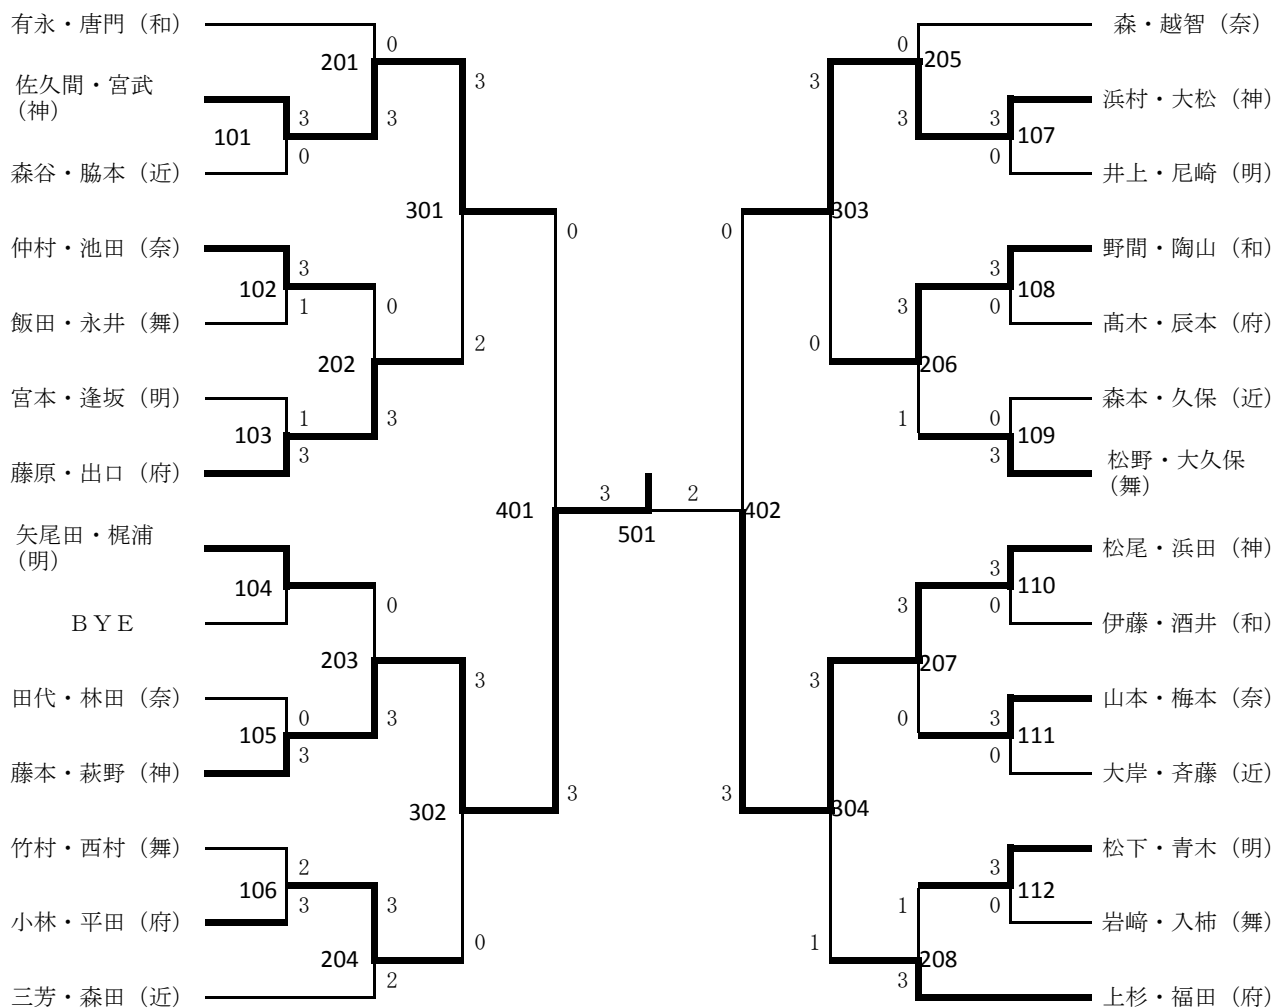 有永・唐門（和）
0
201
3
佐久間・宮武
（神）
3
3
101
0
森谷・脇本（近）
301
0
仲村・池田（奈）
3
102
1
0
飯田・永井（舞）
2
202
宮本・逢坂（明）
1
3
103
3
藤原・出口（府）
3
2
401
402
501
矢尾田・梶浦
（明）
104
0
ＢＹＥ
203
3
田代・林田（奈）
0
3
105
3
藤本・萩野（神）
3
302
竹村・西村（舞）
2
106
3
3
小林・平田（府）
0
204
2
三芳・森田（近）
森・越智（奈）
0
205
3
浜村・大松（神）
3
3
107
0
井上・尼崎（明）
303
0
野間・陶山（和）
3
108
3
0
髙木・辰本（府）
0
206
森本・久保（近）
1
0
109
3
松野・大久保
（舞）
松尾・浜田（神）
3
110
3
0
伊藤・酒井（和）
207
3
山本・梅本（奈）
0
3
111
0
大岸・斉藤（近）
3
304
松下・青木（明）
3
112
1
0
岩﨑・入柿（舞）
1
208
3
上杉・福田（府）